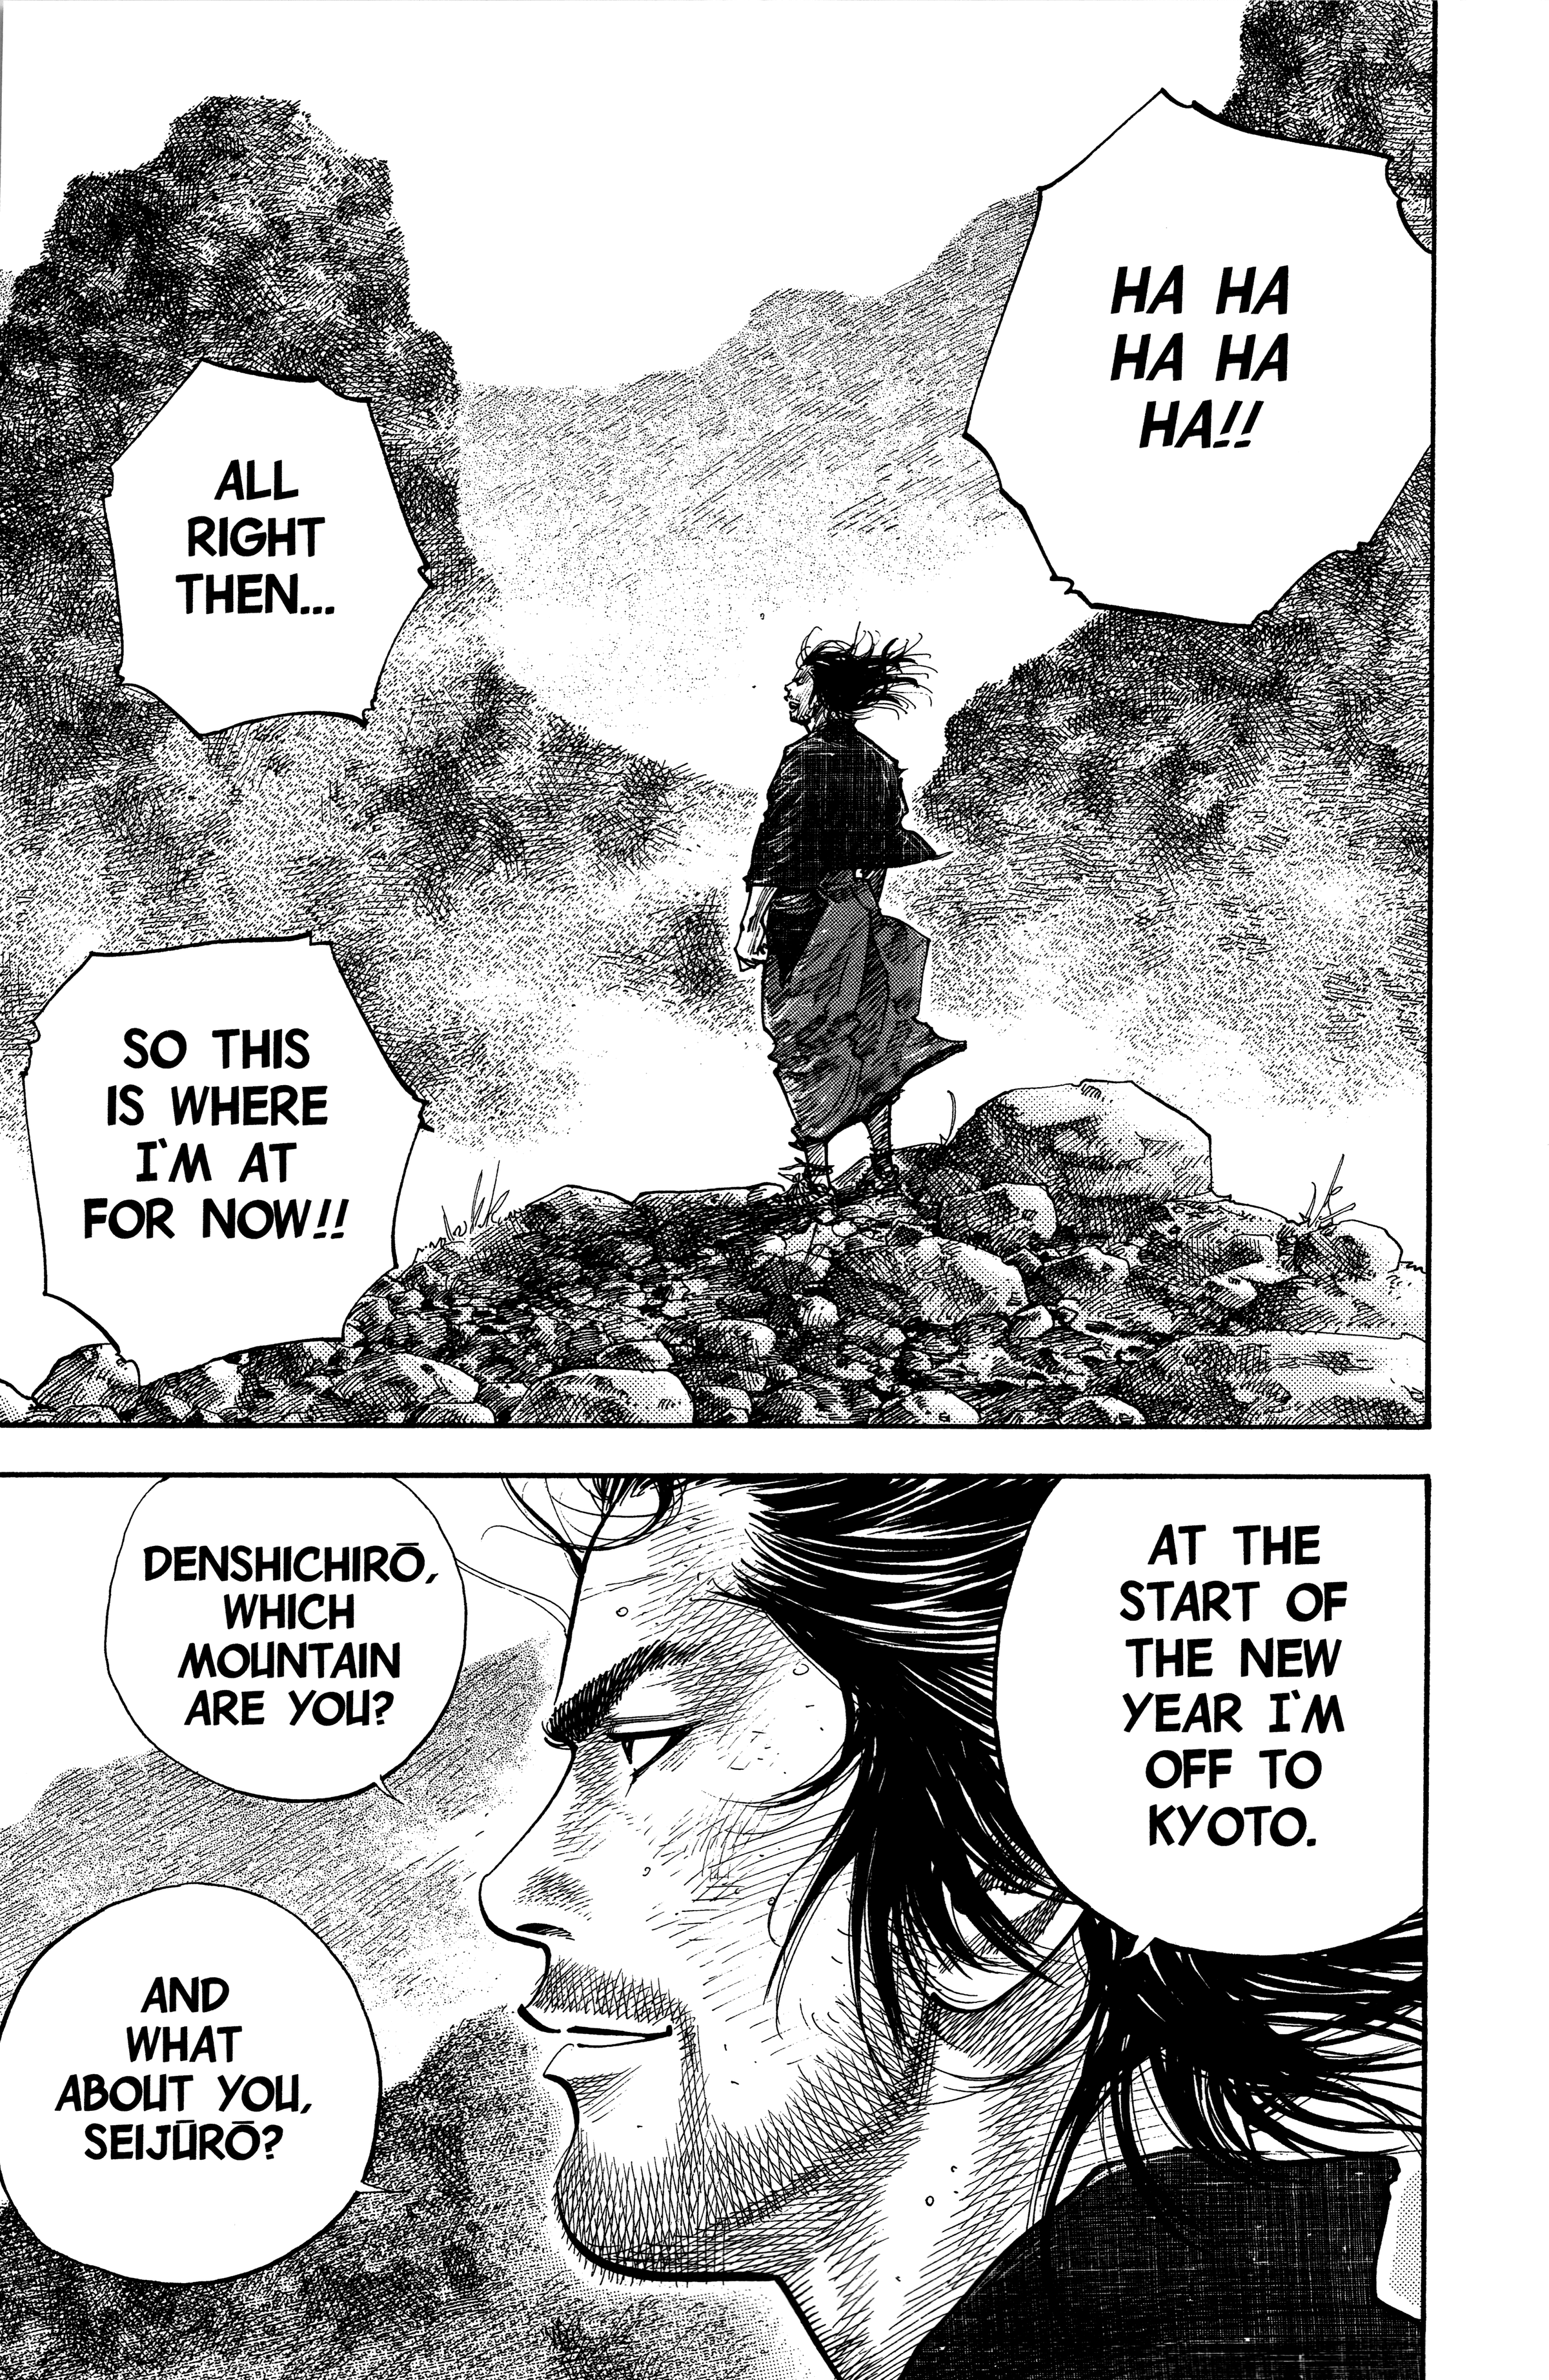 HA HA
HA HA
HA!!
ALL
RIGHT
THEN...
SO THIS
IS WHERE
I'M AT
FOR NOW!!
AT THE
START OF
THE NEW
YEAR I'M
OFF TO
KYOTO.
DENSHICHIRŌ,
WHICH
MOUNTAIN
ARE YOU?
AND
WHAT
ABOUT YOU,
SEIJŪRŌ?